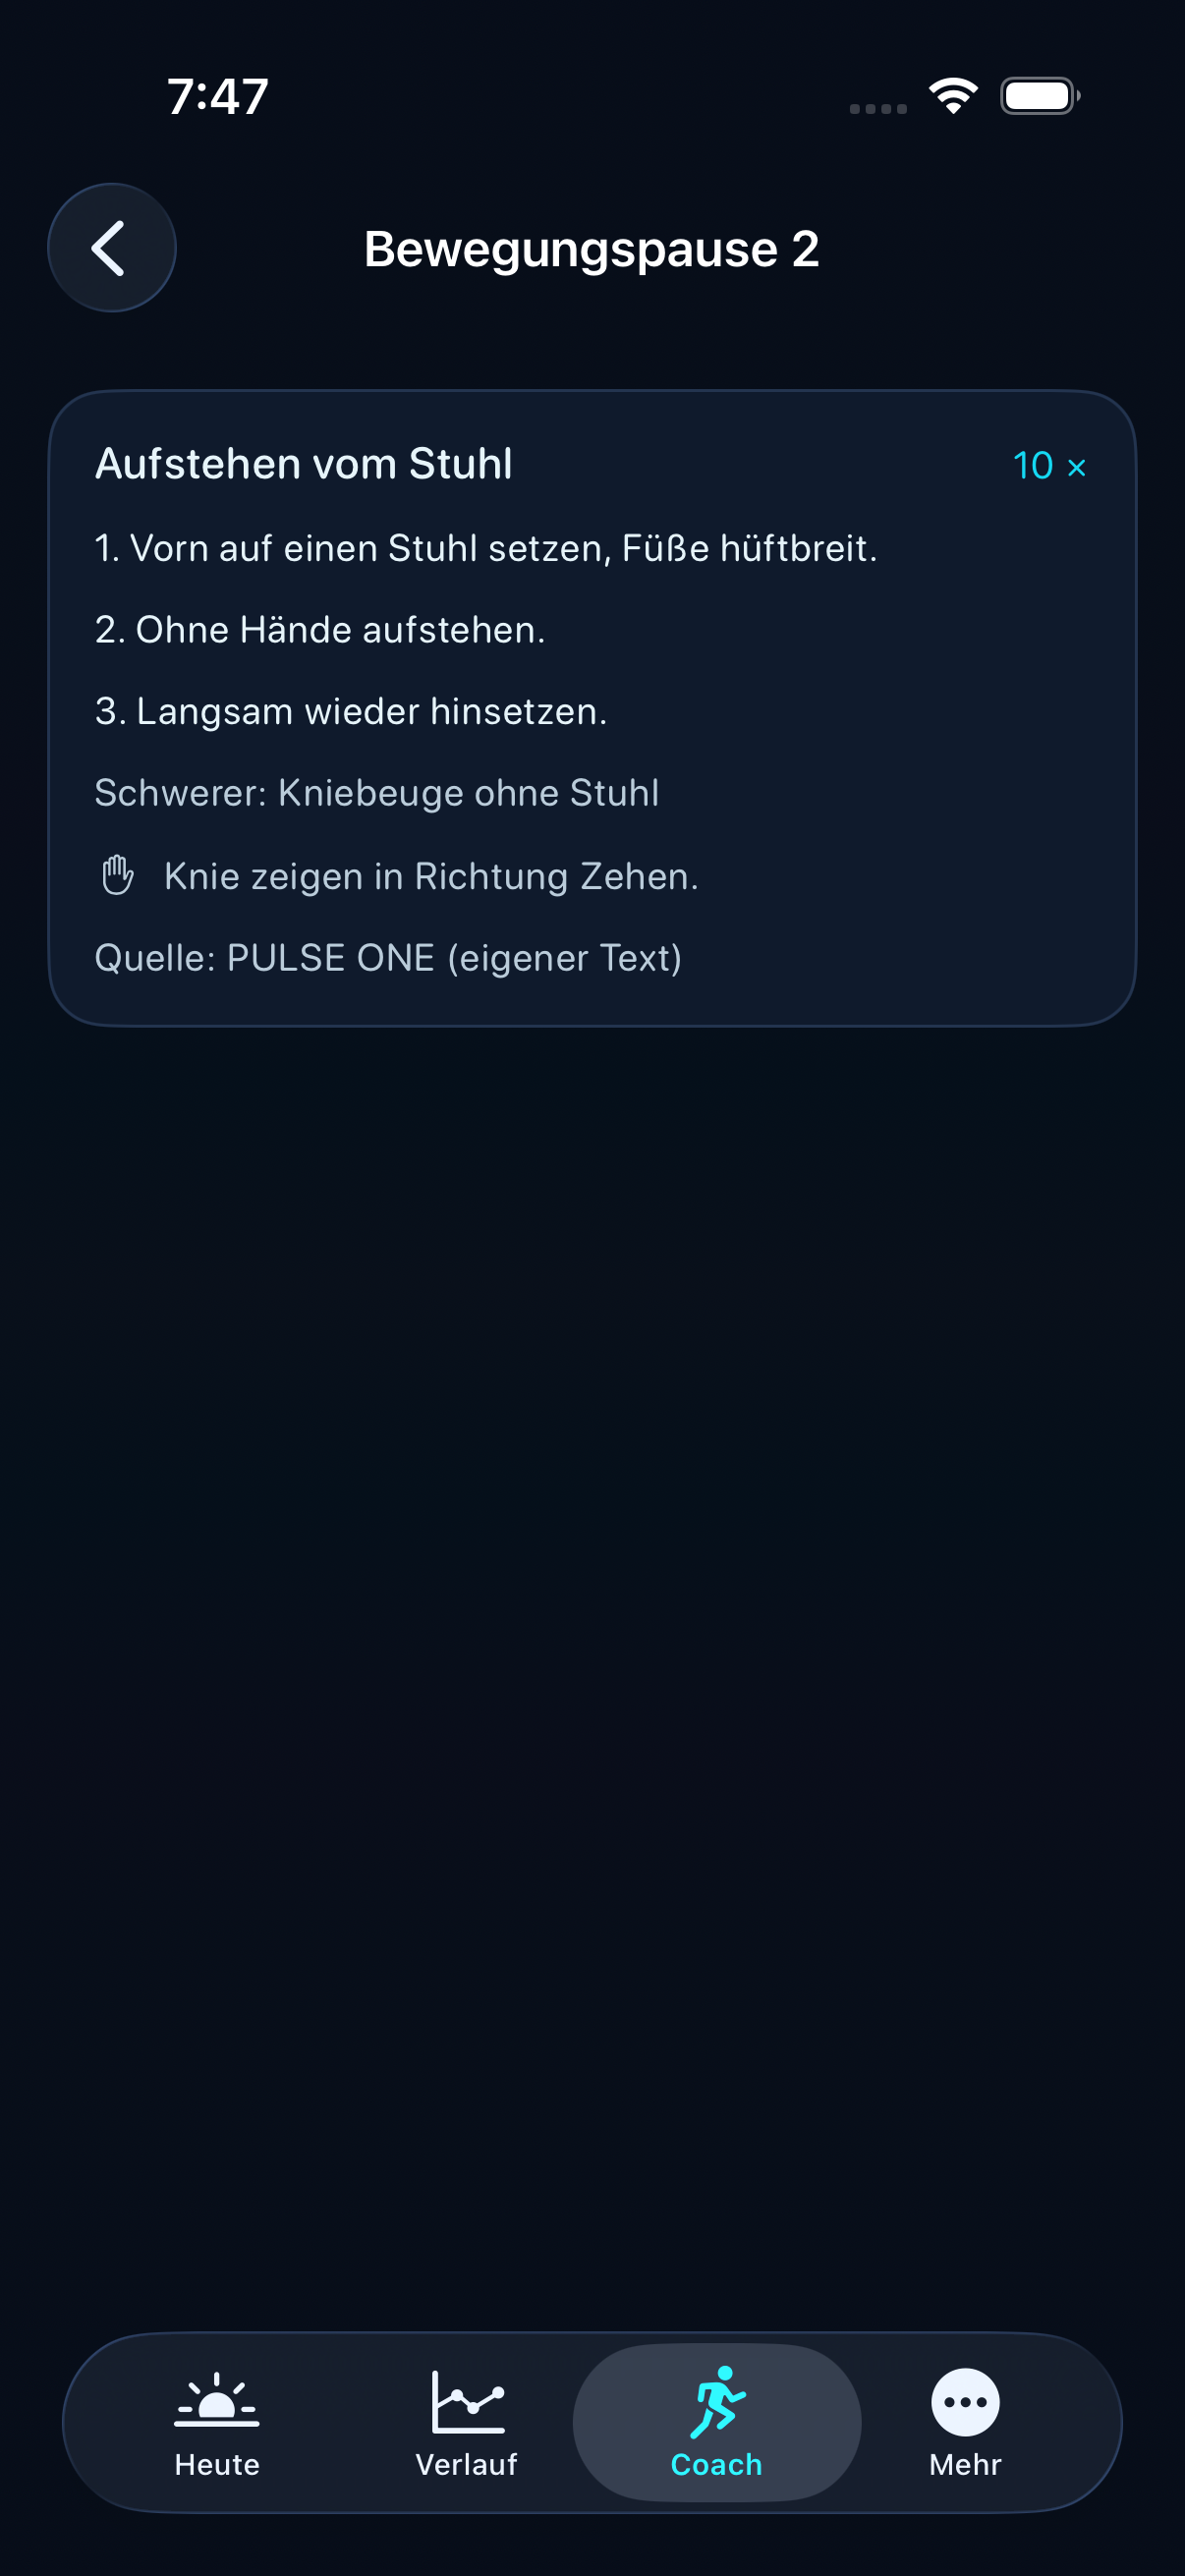 7:47
Bewegungspause 2
Aufstehen vom Stuhl
10 ×
1. Vorn auf einen Stuhl setzen, Füße hüftbreit.
2. Ohne Hände aufstehen.
3. Langsam wieder hinsetzen.
Schwerer: Kniebeuge ohne Stuhl
Knie zeigen in Richtung Zehen.
Quelle: PULSE ONE (eigener Text)
Heute
Verlauf
Coach
Mehr